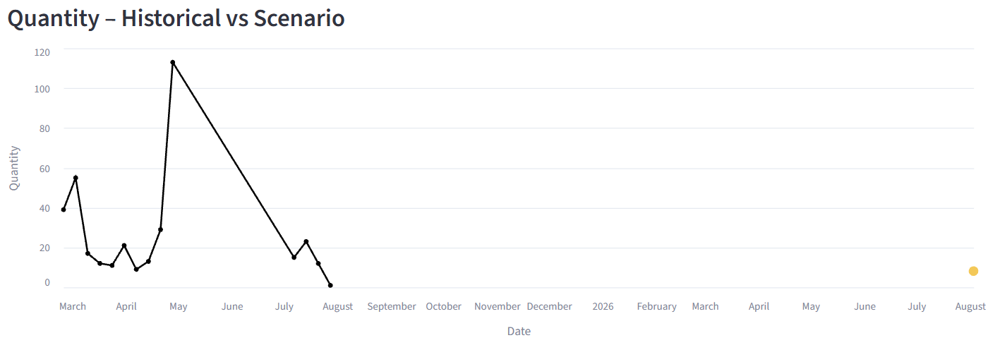 Quantity – Historical vs Scenario
120
100
80
60
40
20
0
Quantity
March April May June July August September October November December 2026 February March April May June July August
Date